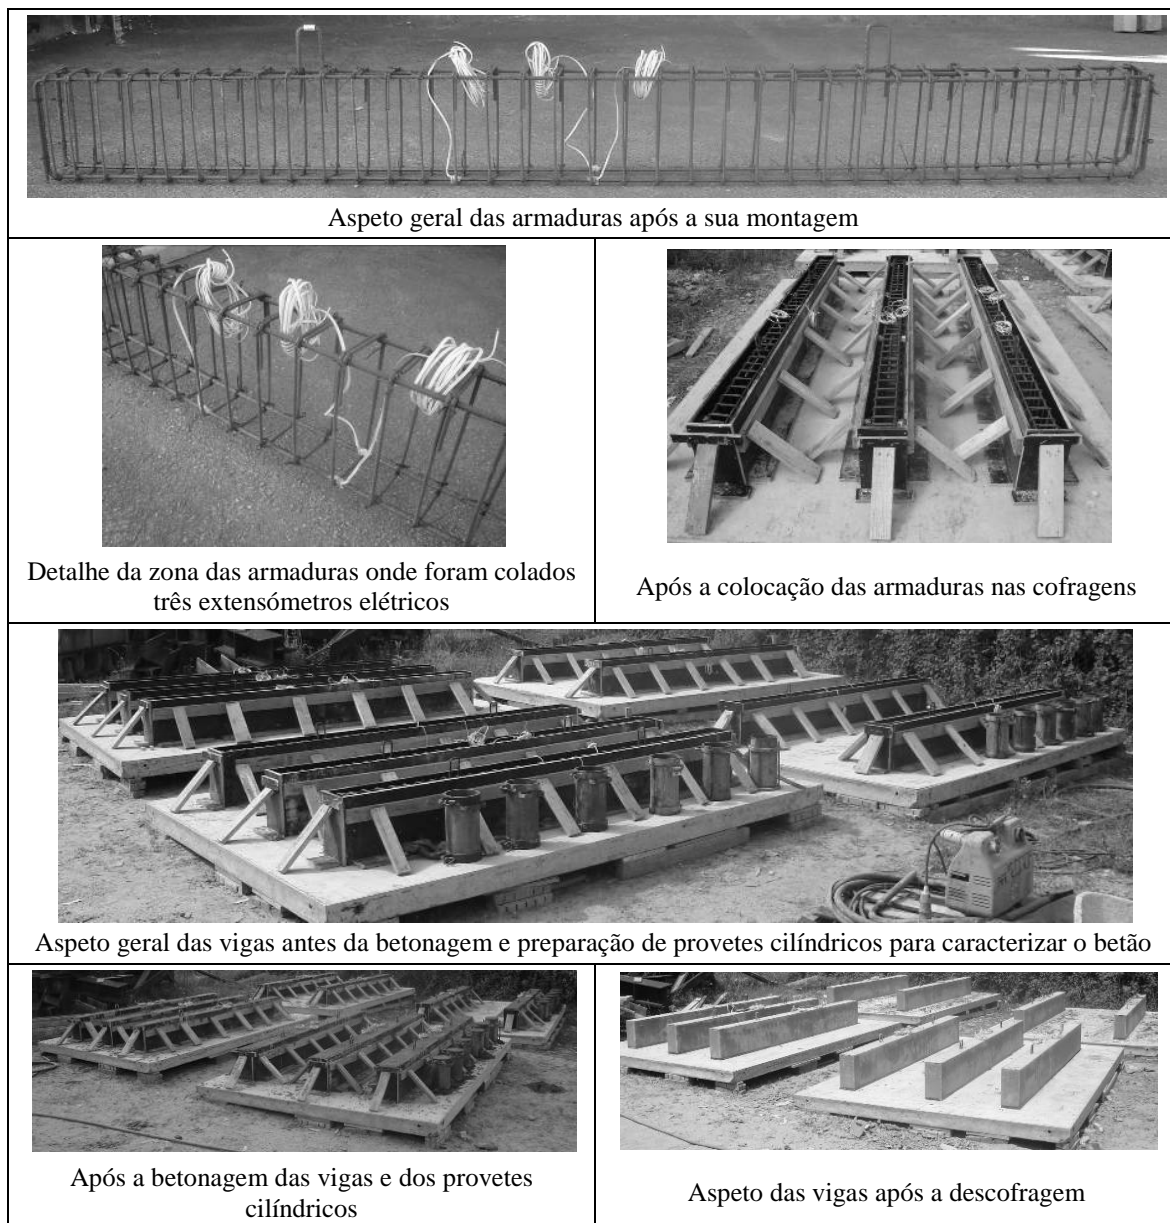 Aspeto geral das armaduras após a sua montagem
Detalhe da zona das armaduras onde foram colados
três extensómetros elétricos
Após a colocação das armaduras nas cofragens
Aspeto geral das vigas antes da betonagem e preparação de provetes cilíndricos para caracterizar o betão
Após a betonagem das vigas e dos provetes
cilíndricos
Aspeto das vigas após a descofragem